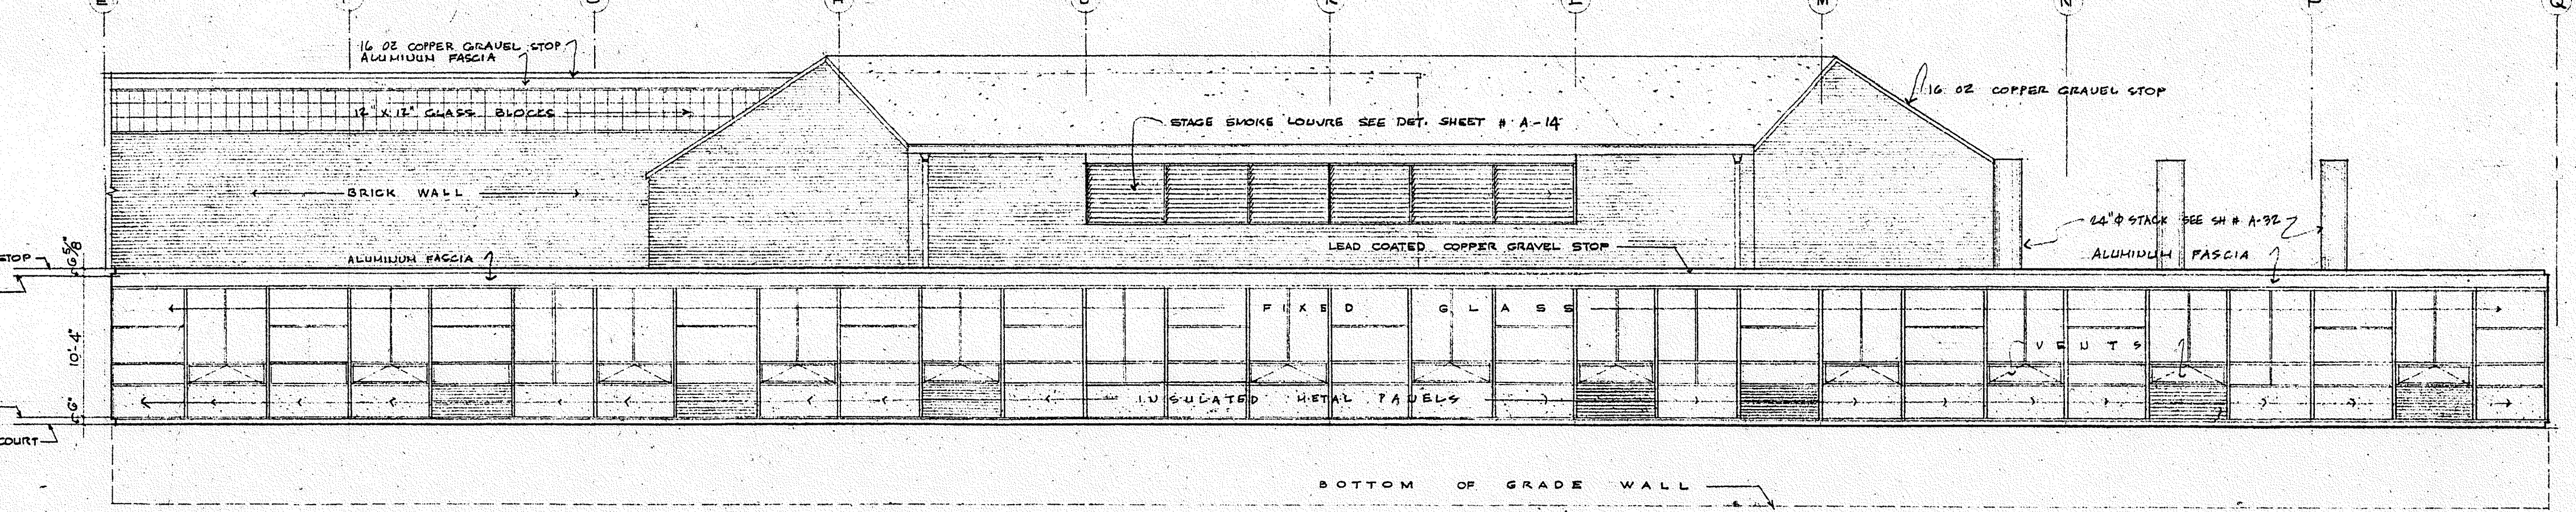 16 OZ COPPER GRAVEL STOP
ALUMINUM FASCIA
16 OZ COPPER GRAVEL STOP
12" X 12" GLASS BLOCKS
STAGE SMOKE LOUVRE SEE DET. SHEET # A-14
BRICK WALL
24"Φ STACK SEE SH # A-32
LEAD COATED COPPER GRAVEL STOP
ALUMINUM FASCIA
ALUMINUM FASCIA
STOP
6 5/8"
FIXED GLASS
10'-4"
VENTS
INSULATED METAL PANELS
6"
COURT
BOTTOM OF GRADE WALL